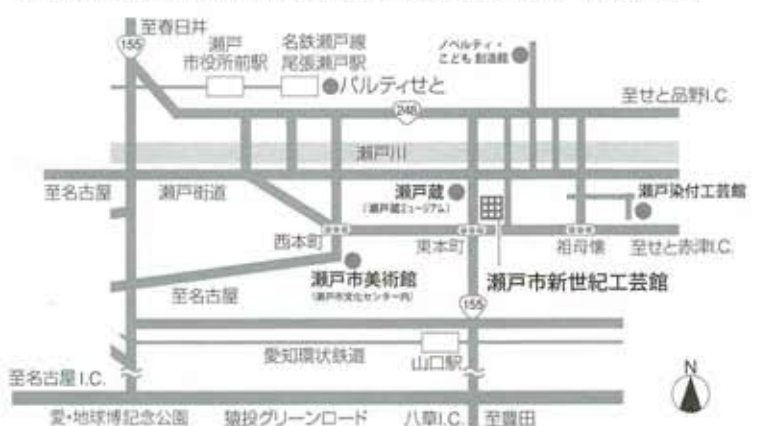 至春日井
155
瀬戸
市役所前駅
名鉄瀬戸線
尾張瀬戸駅
パルティせと
ノベルティ・
こども創造館
248
至せと品野I.C.
瀬戸川
至名古屋
瀬戸街道
瀬戸蔵
(瀬戸蔵ミュージアム)
瀬戸染付工芸館
西本町
東本町
祖母懐
至せと赤津I.C.
瀬戸市美術館
(瀬戸市文化センター内)
瀬戸市新世紀工芸館
至名古屋
155
愛知環状鉄道
山口駅
至名古屋I.C.
N
愛・地球博記念公園
猿投グリーンロード
八草I.C.
至豊田